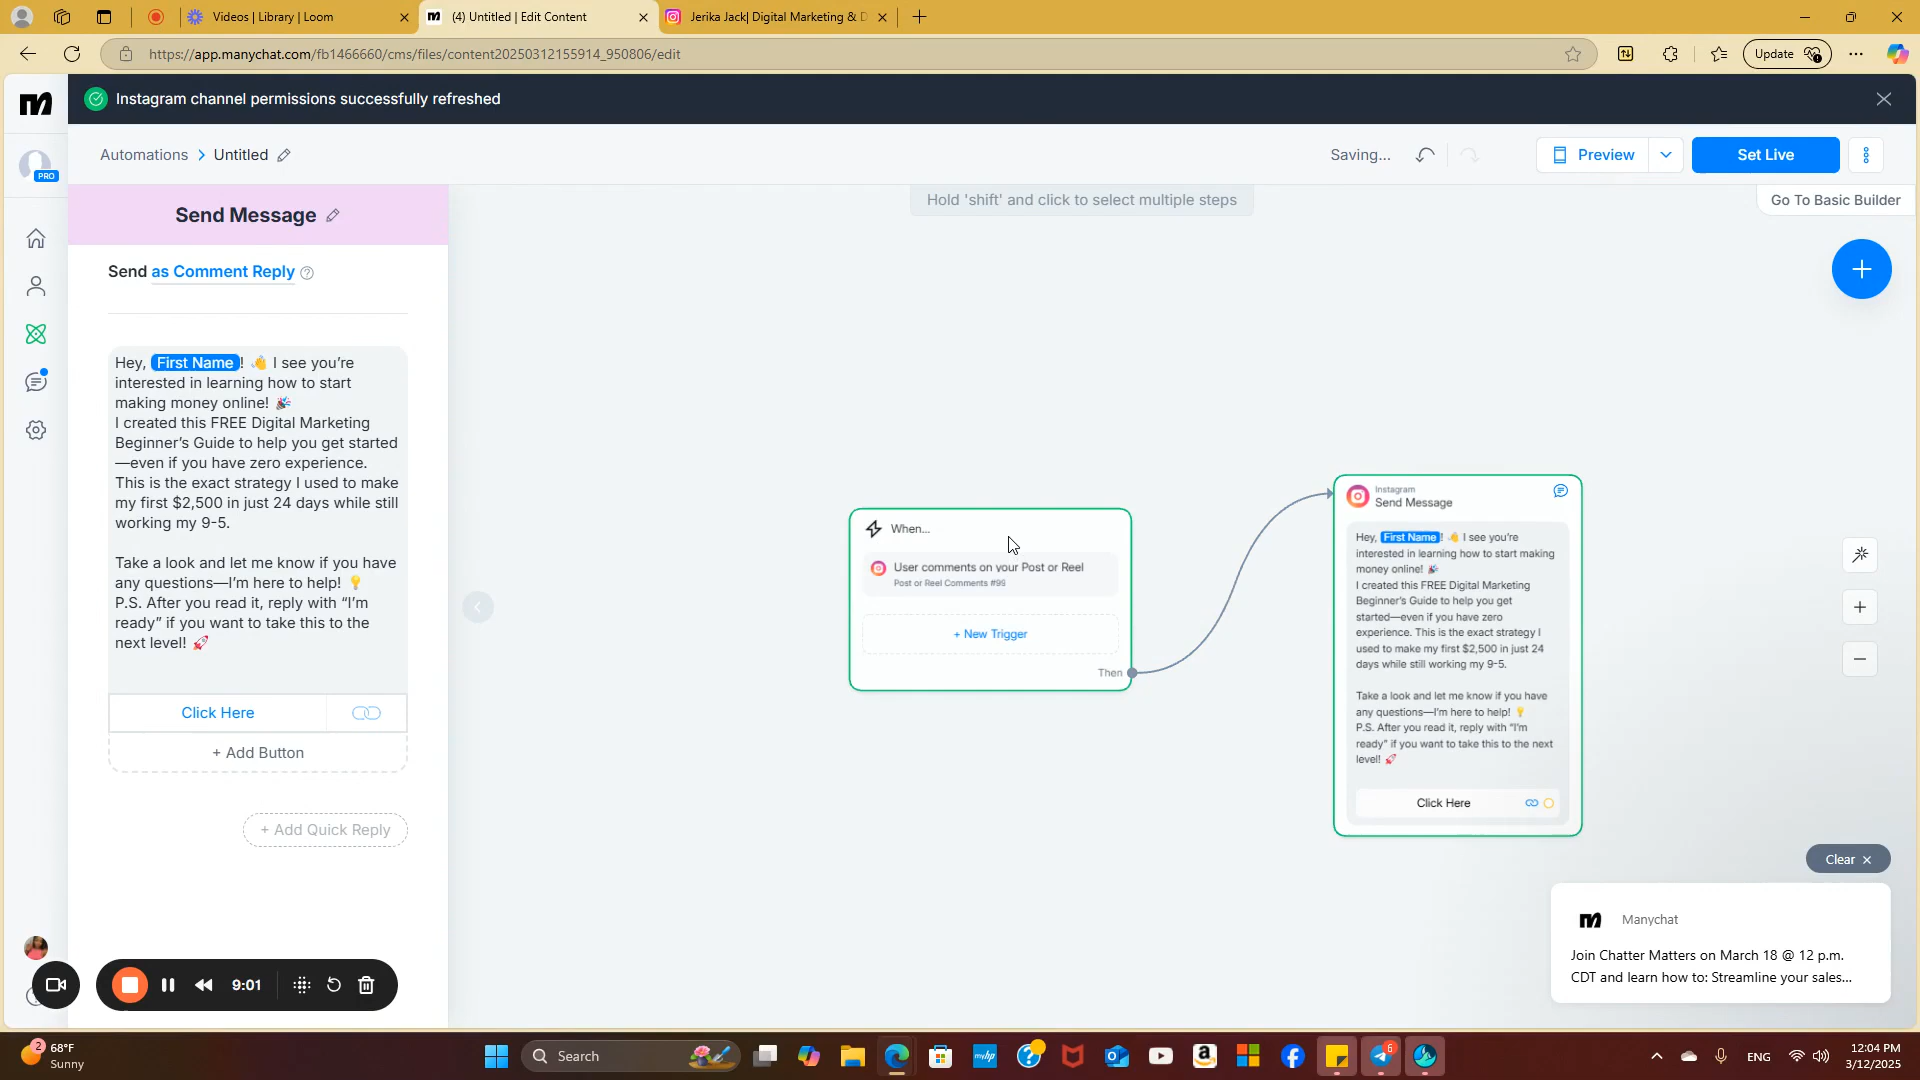 Videos | Library | Loom
(4) Untitled | Edit Content
Jerika Jack| Digital Marketing & D
https://app.manychat.com/fb1466660/cms/files/content20250312155914_950806/edit
Update
Instagram channel permissions successfully refreshed
PRO
Automations > Untitled
Saving...
Preview
Set Live
Send Message
Hold 'shift' and click to select multiple steps
Go To Basic Builder
Send as Comment Reply
Hey, First Name! 👋 I see you’re
interested in learning how to start
making money online! 🎉
I created this FREE Digital Marketing
Beginner’s Guide to help you get started
—even if you have zero experience.
This is the exact strategy I used to make
my first $2,500 in just 24 days while still
working my 9-5.
Take a look and let me know if you have
any questions—I’m here to help! 💡
P.S. After you read it, reply with “I’m
ready” if you want to take this to the
next level! 🚀
Click Here
+ Add Button
+ Add Quick Reply
When...
User comments on your Post or Reel
Post or Reel Comments #99
+ New Trigger
Then
Instagram
Send Message
Hey, First Name! 👋 I see you’re
interested in learning how to start making
money online! 🎉
I created this FREE Digital Marketing
Beginner’s Guide to help you get
started—even if you have zero
experience. This is the exact strategy I
used to make my first $2,500 in just 24
days while still working my 9-5.
Take a look and let me know if you have
any questions—I’m here to help! 💡
P.S. After you read it, reply with “I’m
ready” if you want to take this to the next
level! 🚀
Click Here
Clear ×
Manychat
Join Chatter Matters on March 18 @ 12 p.m.
CDT and learn how to: Streamline your sales...
9:01
2
68°F
Sunny
Search
myhp
6
ENG
12:04 PM
3/12/2025